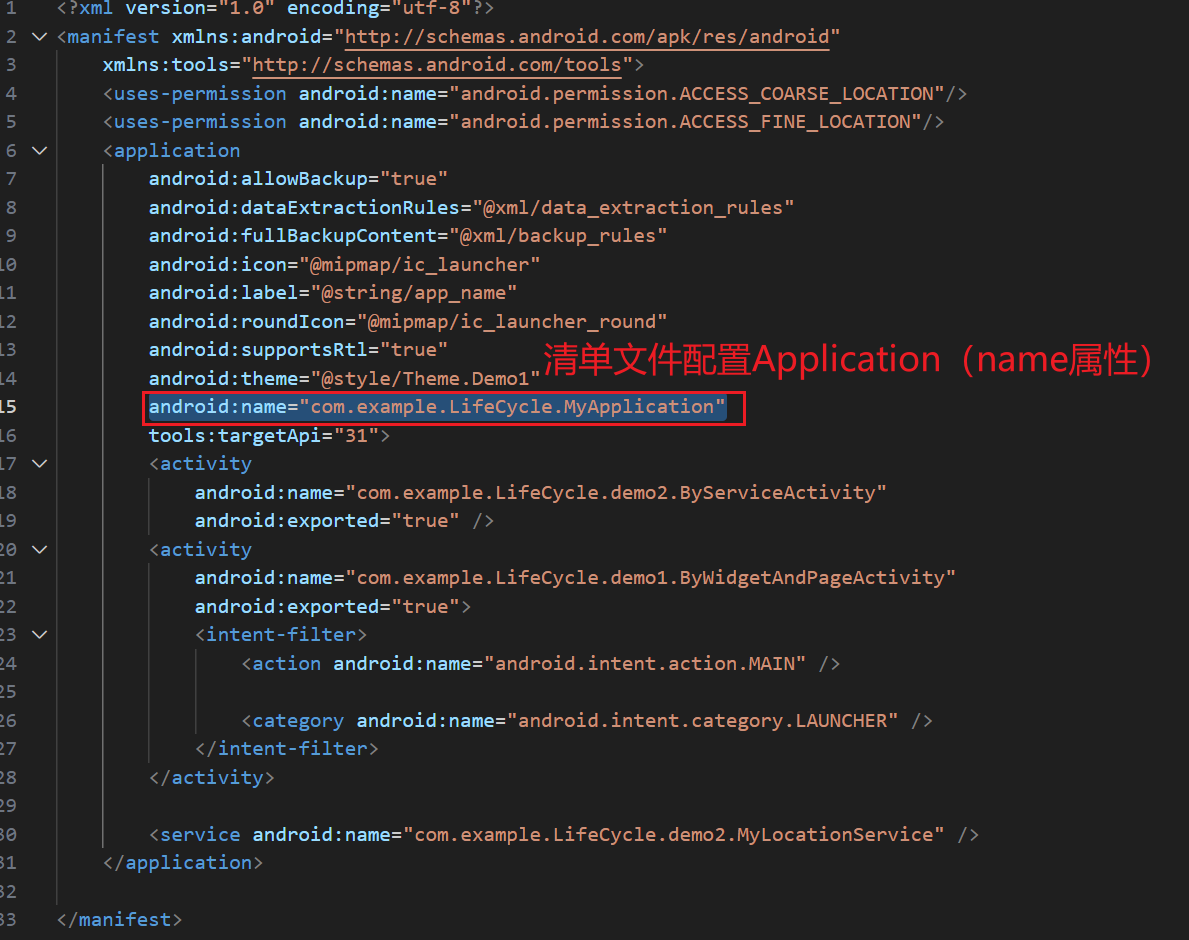 1 <?xml version="1.0" encoding="utf-8"?>
2 <manifest xmlns:android="http://schemas.android.com/apk/res/android"
3 xmlns:tools="http://schemas.android.com/tools">
4 <uses-permission android:name="android.permission.ACCESS_COARSE_LOCATION"/>
5 <uses-permission android:name="android.permission.ACCESS_FINE_LOCATION"/>
6 <application
7 android:allowBackup="true"
8 android:dataExtractionRules="@xml/data_extraction_rules"
9 android:fullBackupContent="@xml/backup_rules"
10 android:icon="@mipmap/ic_launcher"
11 android:label="@string/app_name"
12 android:roundIcon="@mipmap/ic_launcher_round"
13 android:supportsRtl="true"
清单文件配置Application（name属性）
14 android:theme="@style/Theme.Demo1"
15 android:name="com.example.LifeCycle.MyApplication"
16 tools:targetApi="31">
17 <activity
18 android:name="com.example.LifeCycle.demo2.ByServiceActivity"
19 android:exported="true" />
20 <activity
21 android:name="com.example.LifeCycle.demo1.ByWidgetAndPageActivity"
22 android:exported="true">
23 <intent-filter>
24 <action android:name="android.intent.action.MAIN" />
25
26 <category android:name="android.intent.category.LAUNCHER" />
27 </intent-filter>
28 </activity>
29
30 <service android:name="com.example.LifeCycle.demo2.MyLocationService" />
31 </application>
32
33 </manifest>